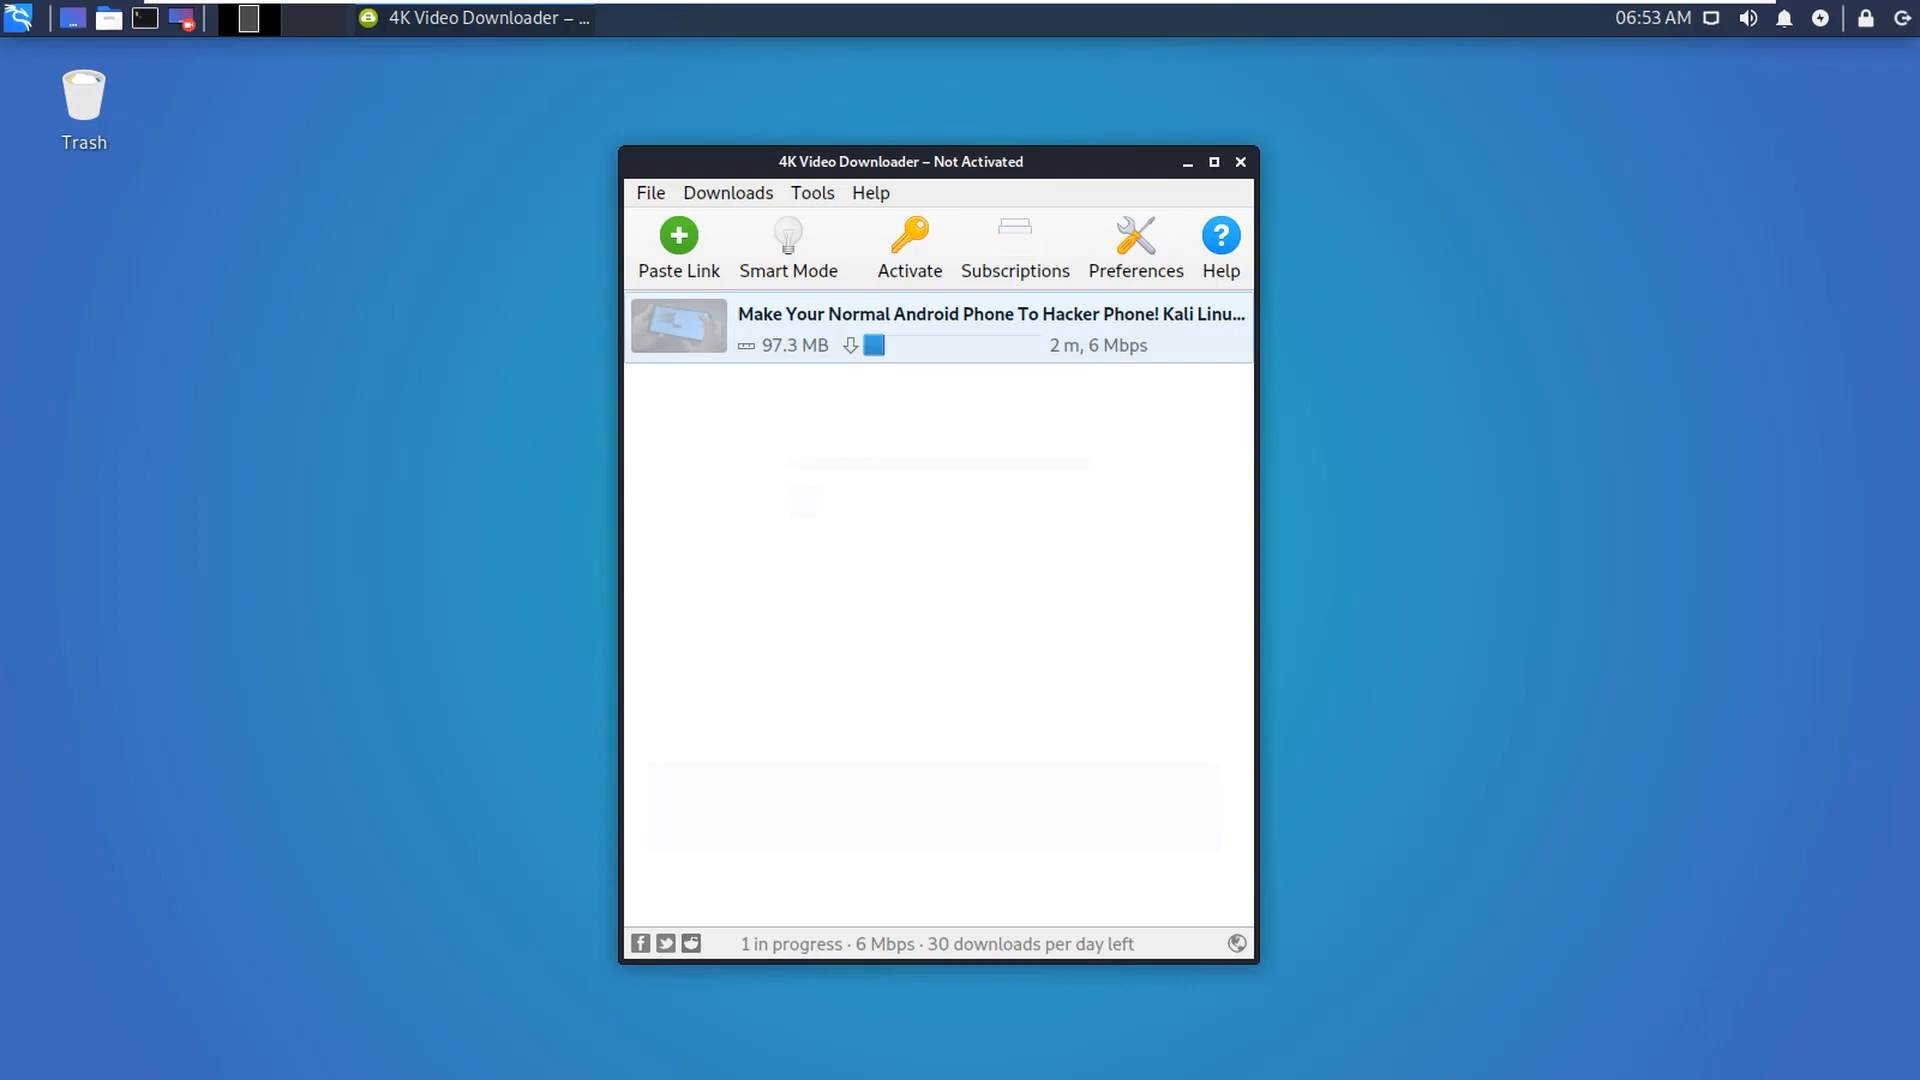 4K Video Downloader – ...
06:53 AM
Trash
4K Video Downloader – Not Activated
File Downloads Tools Help
Paste Link Smart Mode Activate Subscriptions Preferences Help
Make Your Normal Android Phone To Hacker Phone! Kali Linu...
97.3 MB 2 m, 6 Mbps
1 in progress · 6 Mbps · 30 downloads per day left